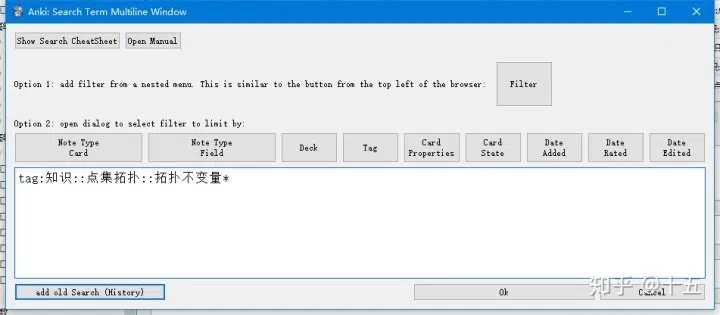 Anki: Search Term Multiline Window
Show Search CheatSheet Open Manual
Option 1: add filter from a nested menu. This is similar to the button from the top left of the browser: Filter
Option 2: open dialog to select filter to limit by:
Note Type Card
Note Type Field
Deck
Tag
Card Properties
Card State
Date Added
Date Rated
Date Edited
tag:知识::点集拓扑::拓扑不变量*
add old Search (History) Ok Cancel
知乎 @十五